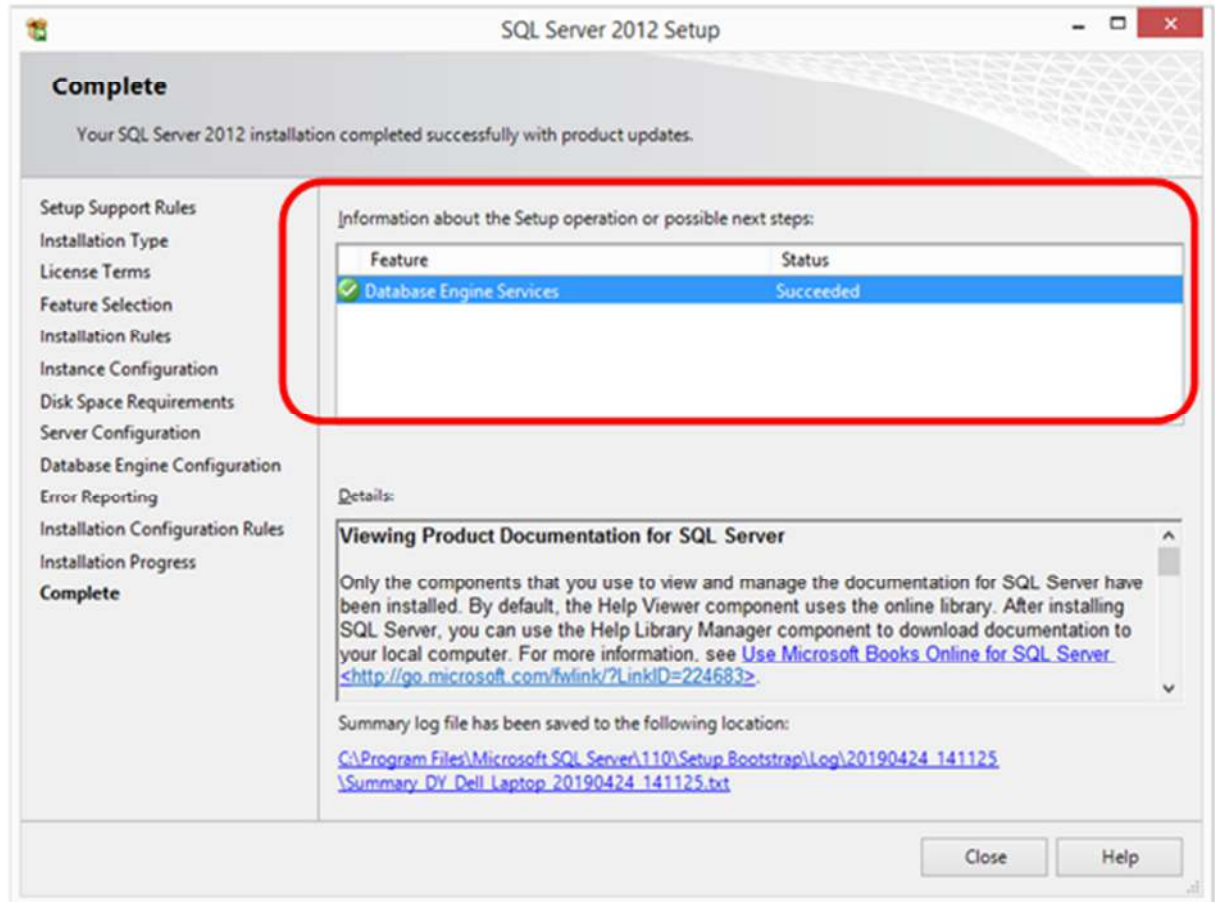 SQL Server 2012 Setup
Complete
Your SQL Server 2012 installation completed successfully with product updates.
Setup Support Rules
Installation Type
License Terms
Feature Selection
Installation Rules
Instance Configuration
Disk Space Requirements
Server Configuration
Database Engine Configuration
Error Reporting
Installation Configuration Rules
Installation Progress
Complete
Information about the Setup operation or possible next steps:
Feature Status
Database Engine Services Succeeded
Details:
Viewing Product Documentation for SQL Server
Only the components that you use to view and manage the documentation for SQL Server have
been installed. By default, the Help Viewer component uses the online library. After installing
SQL Server, you can use the Help Library Manager component to download documentation to
your local computer. For more information, see Use Microsoft Books Online for SQL Server
<http://go.microsoft.com/fwlink/?LinkID=224683>.
Summary log file has been saved to the following location:
C:\Program Files\Microsoft SQL Server\110\Setup Bootstrap\Log\20190424_141125
\Summary_DY_Dell_Laptop_20190424_141125.txt
Close Help